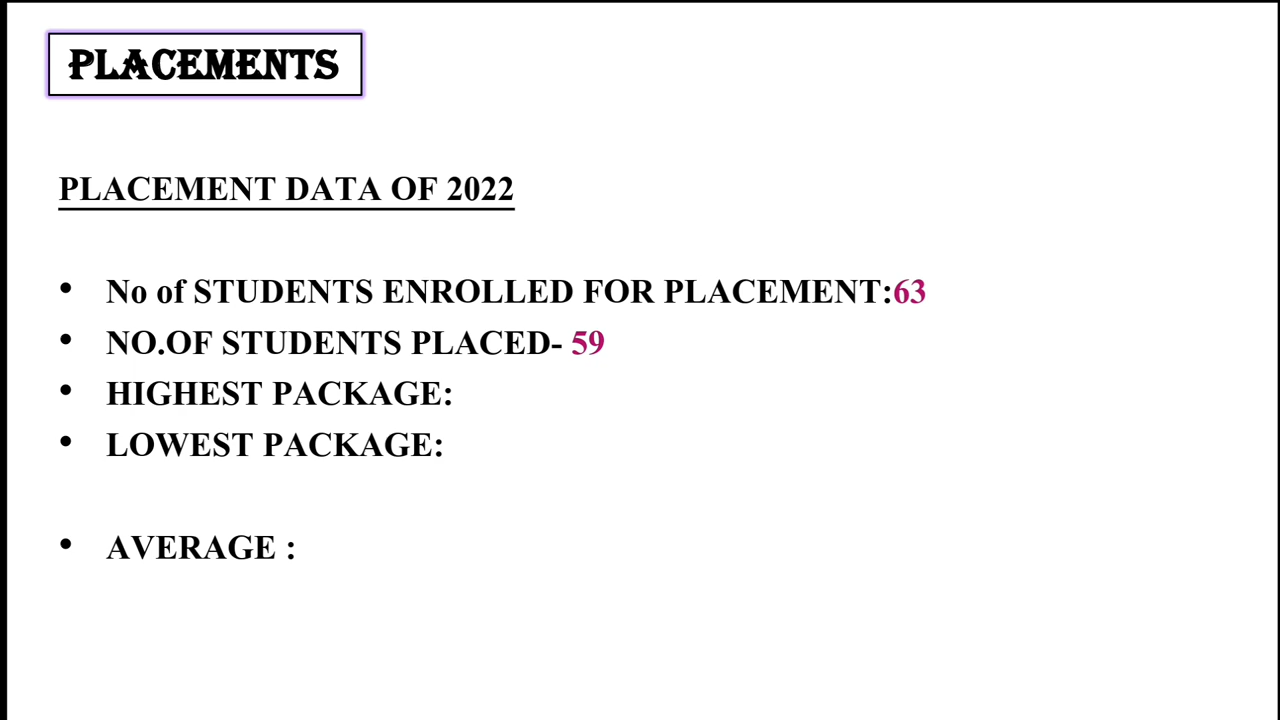 PLACEMENTS
PLACEMENT DATA OF 2022
• No of STUDENTS ENROLLED FOR PLACEMENT:63
• NO.OF STUDENTS PLACED- 59
• HIGHEST PACKAGE:
• LOWEST PACKAGE:
• AVERAGE :